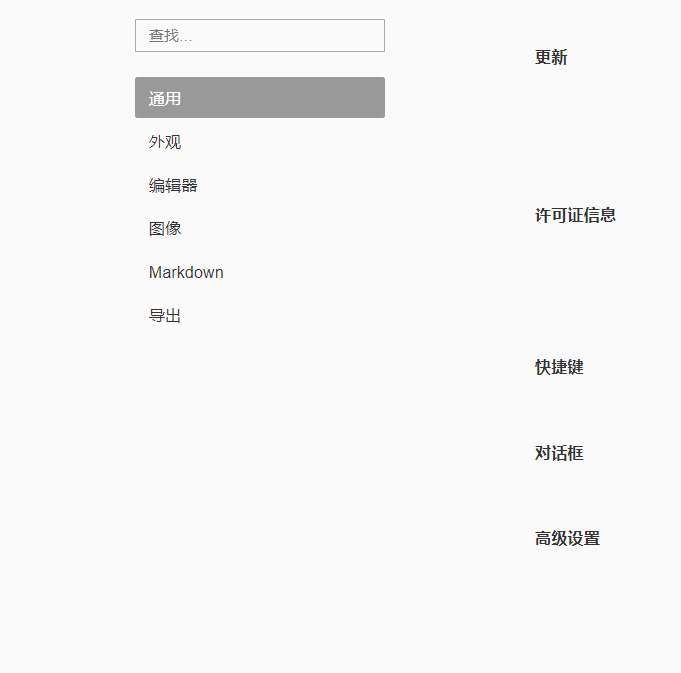 查找...
通用
外观
编辑器
图像
Markdown
导出
更新
许可证信息
快捷键
对话框
高级设置